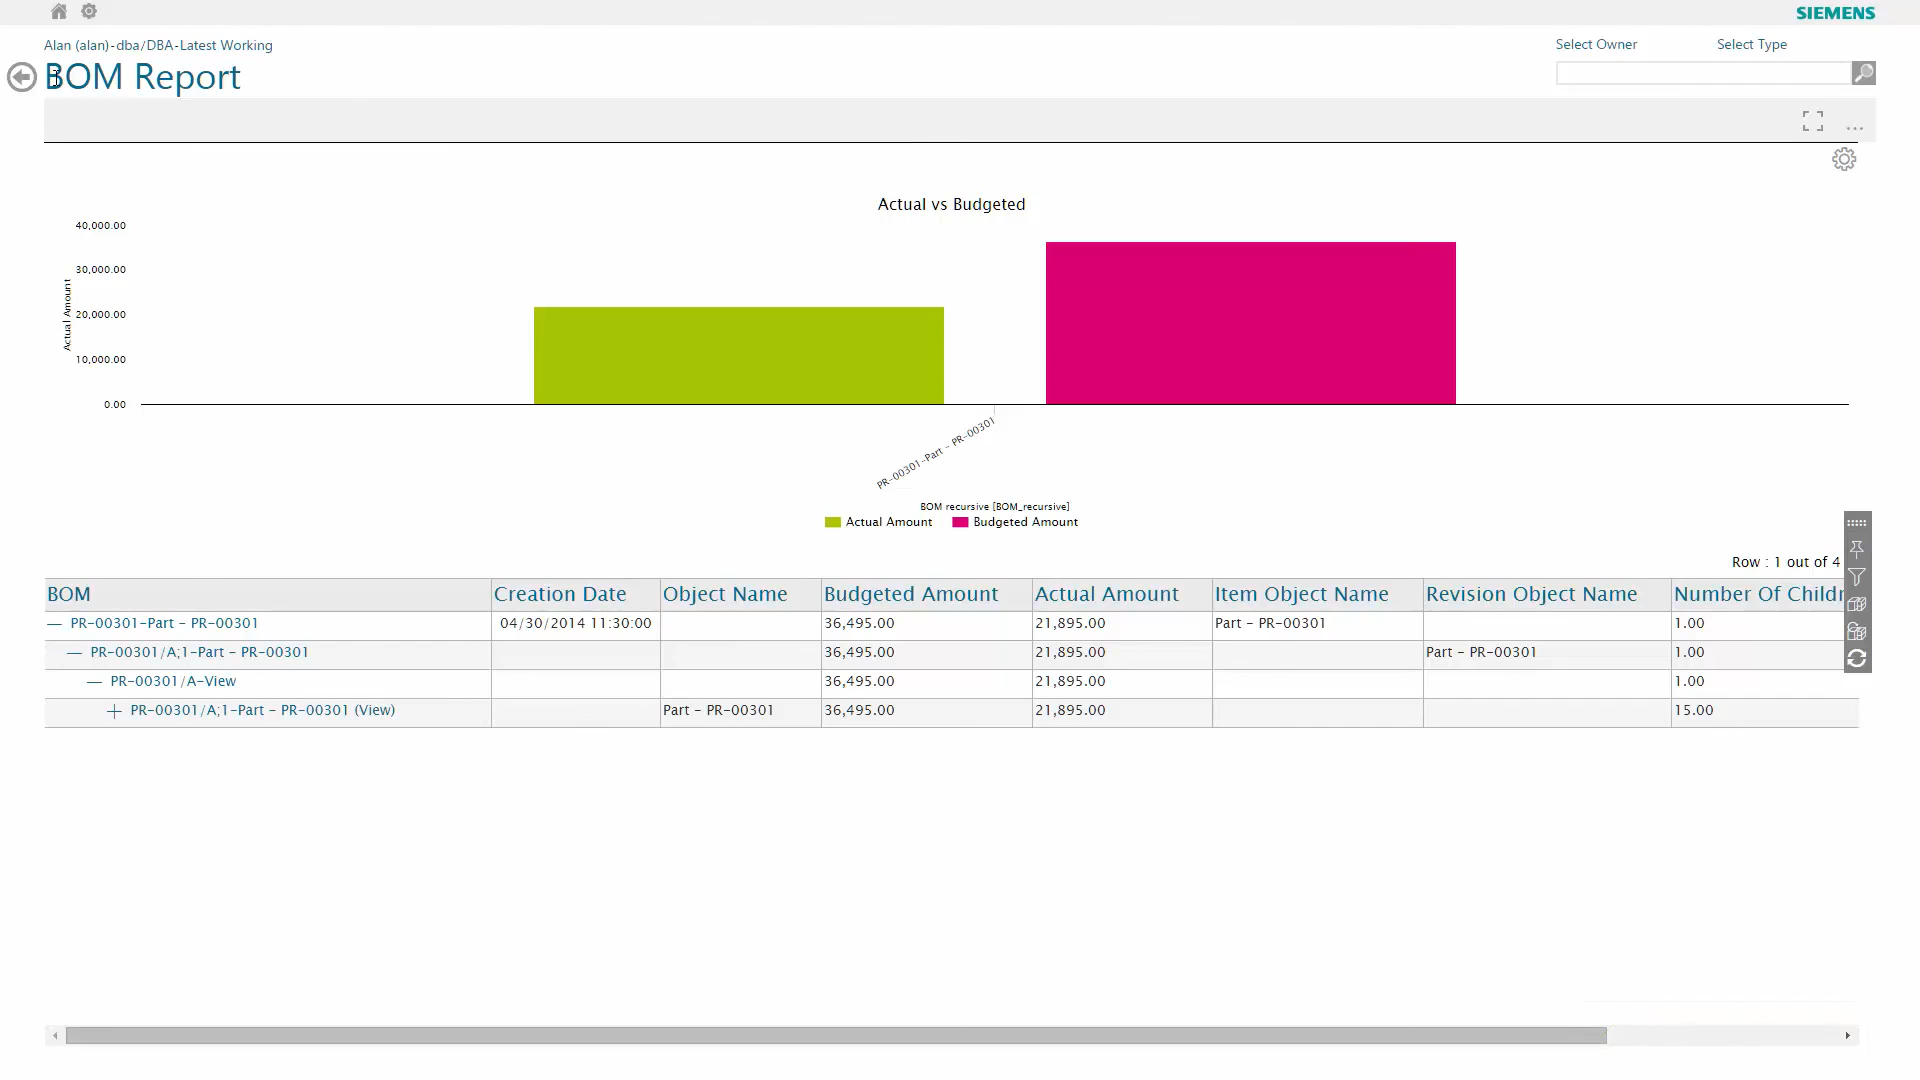 SIEMENS
Alan (alan)-dba/DBA-Latest Working
Select Owner Select Type
BOM Report
...
Actual vs Budgeted
40,000.00
30,000.00
20,000.00
10,000.00
0.00
Actual Amount
PR-00301-Part - PR-00301
BOM recursive [BOM_recursive]
Actual Amount Budgeted Amount
Row : 1 out of 4
BOM Creation Date Object Name Budgeted Amount Actual Amount Item Object Name Revision Object Name Number Of Childr
PR-00301-Part - PR-00301 04/30/2014 11:30:00 36,495.00 21,895.00 Part - PR-00301 1.00
PR-00301/A;1-Part - PR-00301 36,495.00 21,895.00 Part - PR-00301 1.00
PR-00301/A-View 36,495.00 21,895.00 1.00
PR-00301/A;1-Part - PR-00301 (View) Part - PR-00301 36,495.00 21,895.00 15.00